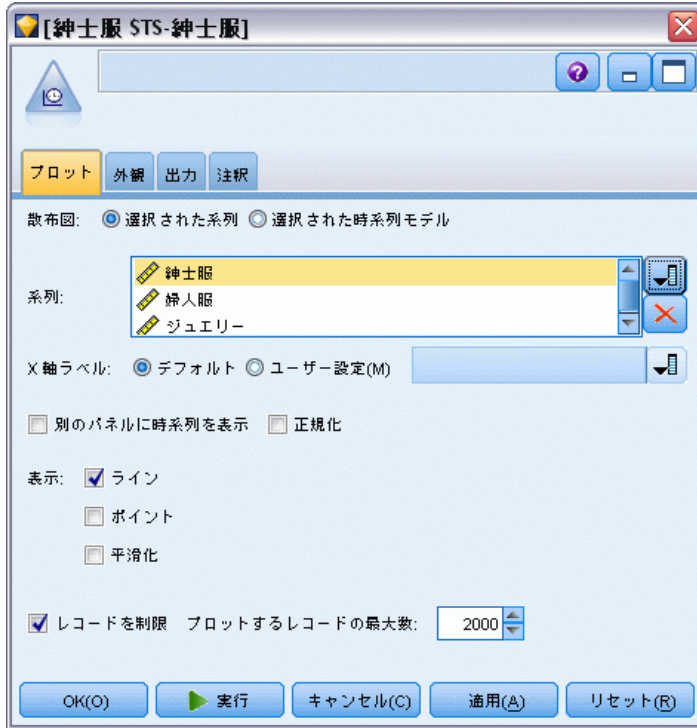 [紳士服 STS-紳士服]
プロット 外観 出力 注釈
散布図: 選択された系列 選択された時系列モデル
系列: 紳士服
婦人服
ジュエリー
X 軸ラベル: デフォルト ユーザー設定(M)
別のパネルに時系列を表示 正規化
表示: ライン
ポイント
平滑化
レコードを制限 プロットするレコードの最大数: 2000
OK(O) 実行 キャンセル(C) 適用(A) リセット(R)